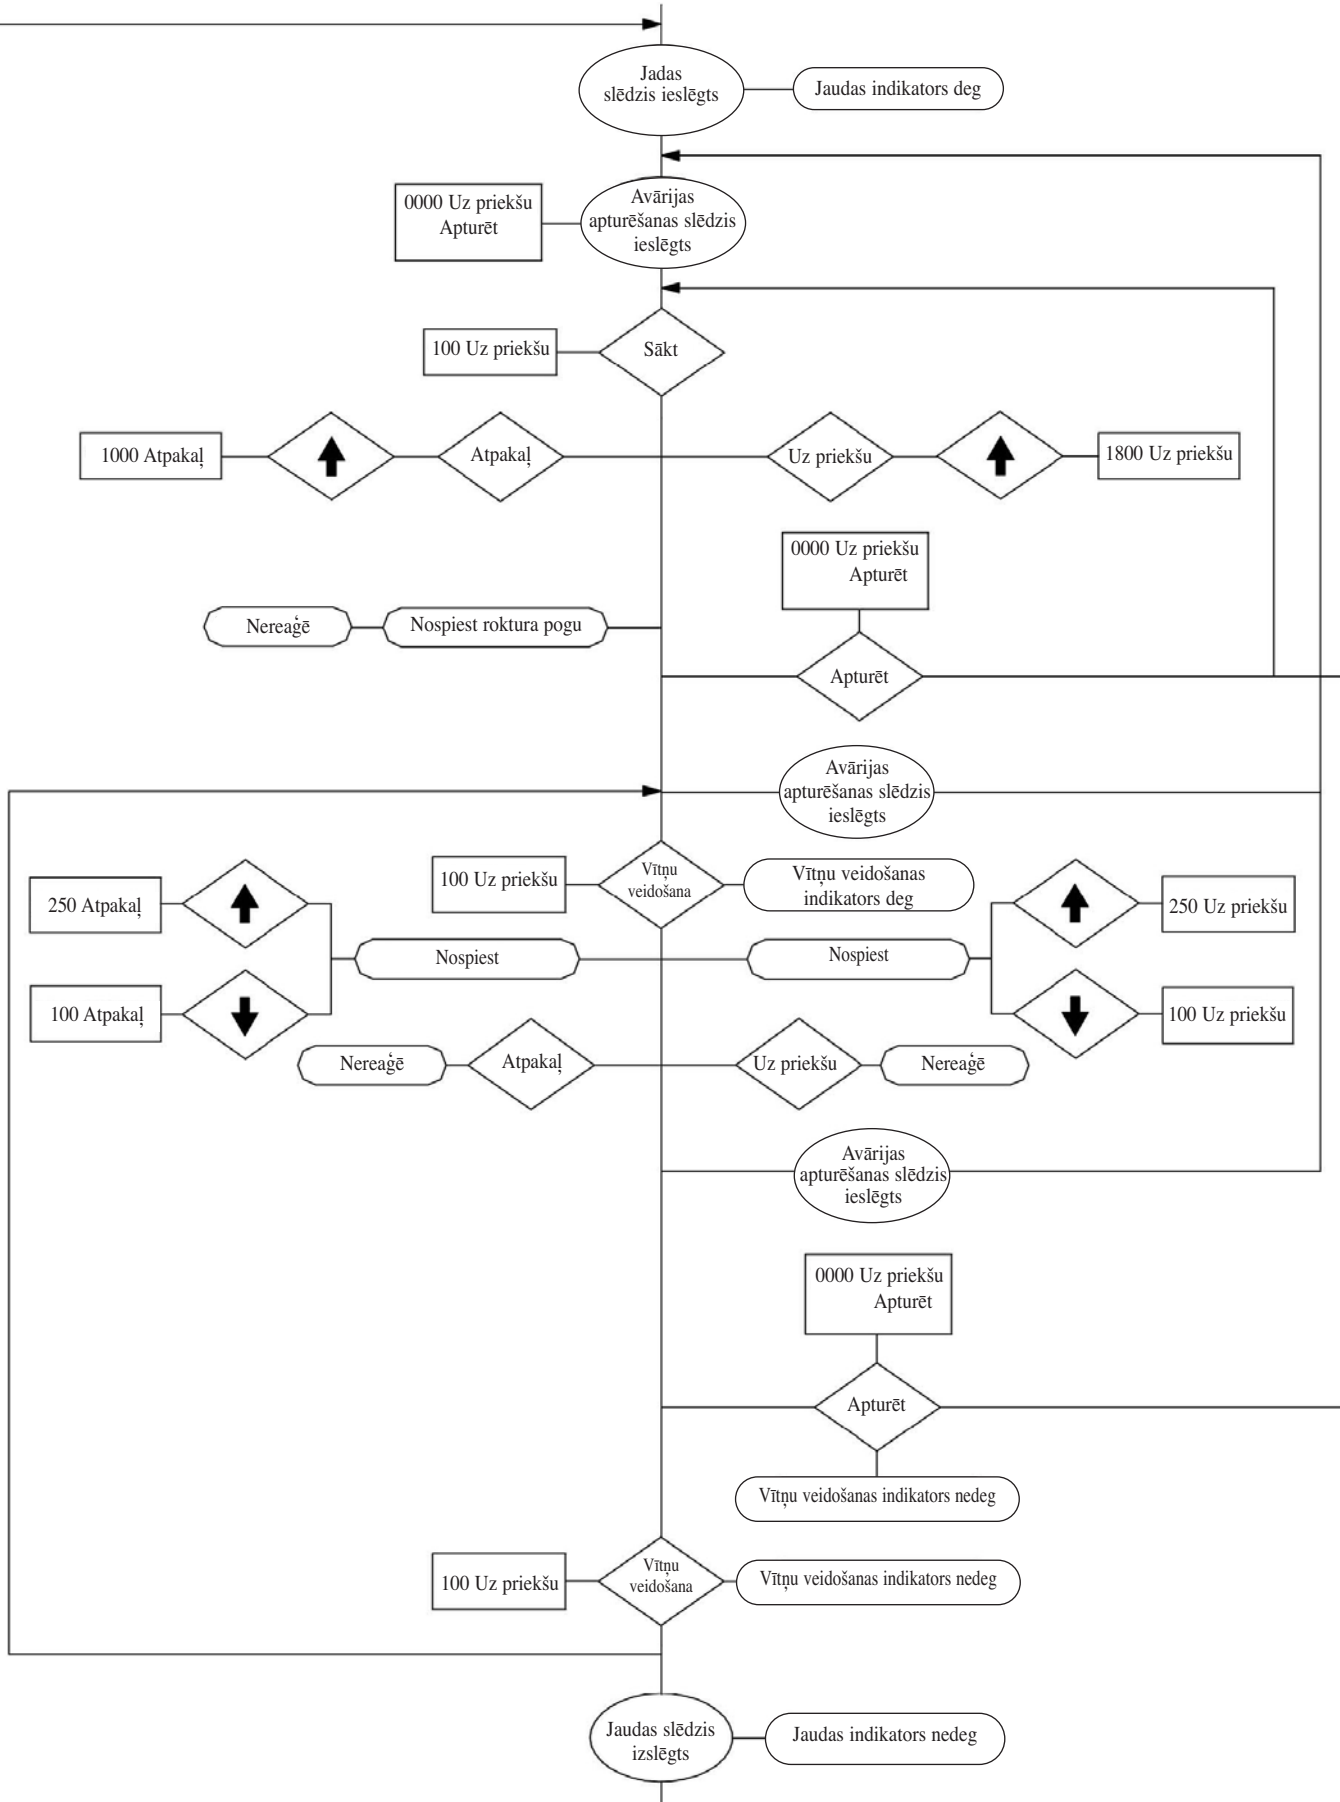 Jadas
slēdzis ieslēgts
Jaudas indikators deg
0000 Uz priekšu
Apturēt
Avārijas
apturēšanas slēdzis
ieslēgts
100 Uz priekšu
Sākt
1000 Atpakaļ
Atpakaļ
Uz priekšu
1800 Uz priekšu
0000 Uz priekšu
Apturēt
Nereaģē
Nospiest roktura pogu
Apturēt
Avārijas
apturēšanas slēdzis
ieslēgts
100 Uz priekšu
Vītņu
veidošana
Vītņu veidošanas
indikators deg
250 Atpakaļ
250 Uz priekšu
Nospiest
Nospiest
100 Atpakaļ
100 Uz priekšu
Nereaģē
Atpakaļ
Uz priekšu
Nereaģē
Avārijas
apturēšanas slēdzis
ieslēgts
0000 Uz priekšu
Apturēt
Apturēt
Vītņu veidošanas indikators nedeg
100 Uz priekšu
Vītņu
veidošana
Vītņu veidošanas indikators nedeg
Jaudas slēdzis
izslēgts
Jaudas indikators nedeg